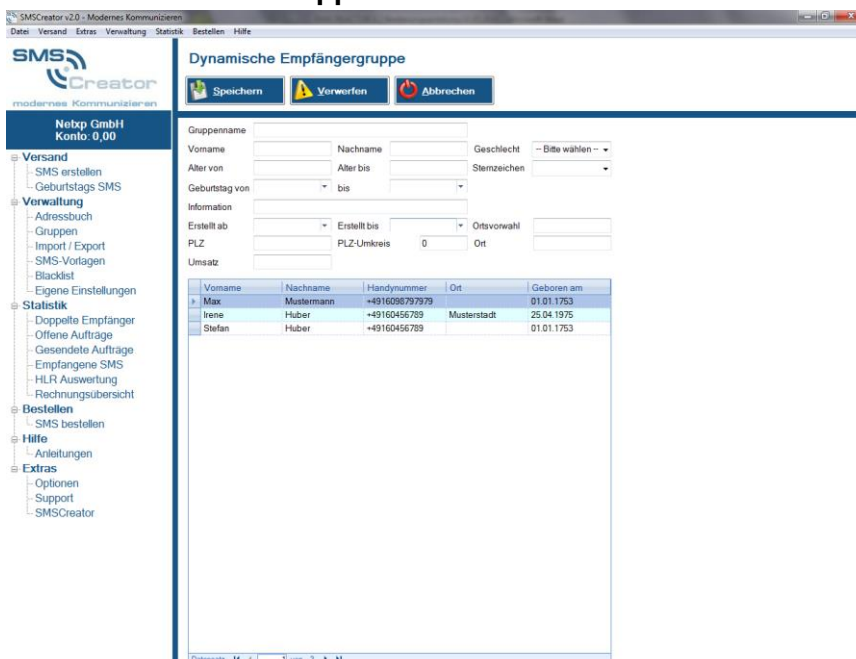 SMSCreator v2.0 - Modernes Kommunizieren
Datei Versand Extras Verwaltung Statistik Bestellen Hilfe
SMS
Creator
modernes Kommunizieren
Netxp GmbH
Konto: 0,00
Versand
SMS erstellen
Geburtstags SMS
Verwaltung
Adressbuch
Gruppen
Import / Export
SMS-Vorlagen
Blacklist
Eigene Einstellungen
Statistik
Doppelte Empfänger
Offene Aufträge
Gesendete Aufträge
Empfangene SMS
HLR Auswertung
Rechnungsübersicht
Bestellen
SMS bestellen
Hilfe
Anleitungen
Extras
Optionen
Support
SMSCreator
Dynamische Empfängergruppe
Speichern Verwerfen Abbrechen
Gruppenname
Vorname Nachname Geschlecht -- Bitte wählen --
Alter von Alter bis Sternzeichen
Geburtstag von bis
Information
Erstellt ab Erstellt bis Ortsvorwahl
PLZ PLZ-Umkreis 0 Ort
Umsatz
Vorname Nachname Handynummer Ort Geboren am
Max Mustermann +4916098797979 01.01.1753
Irene Huber +49160456789 Musterstadt 25.04.1975
Stefan Huber +49160456789 01.01.1753